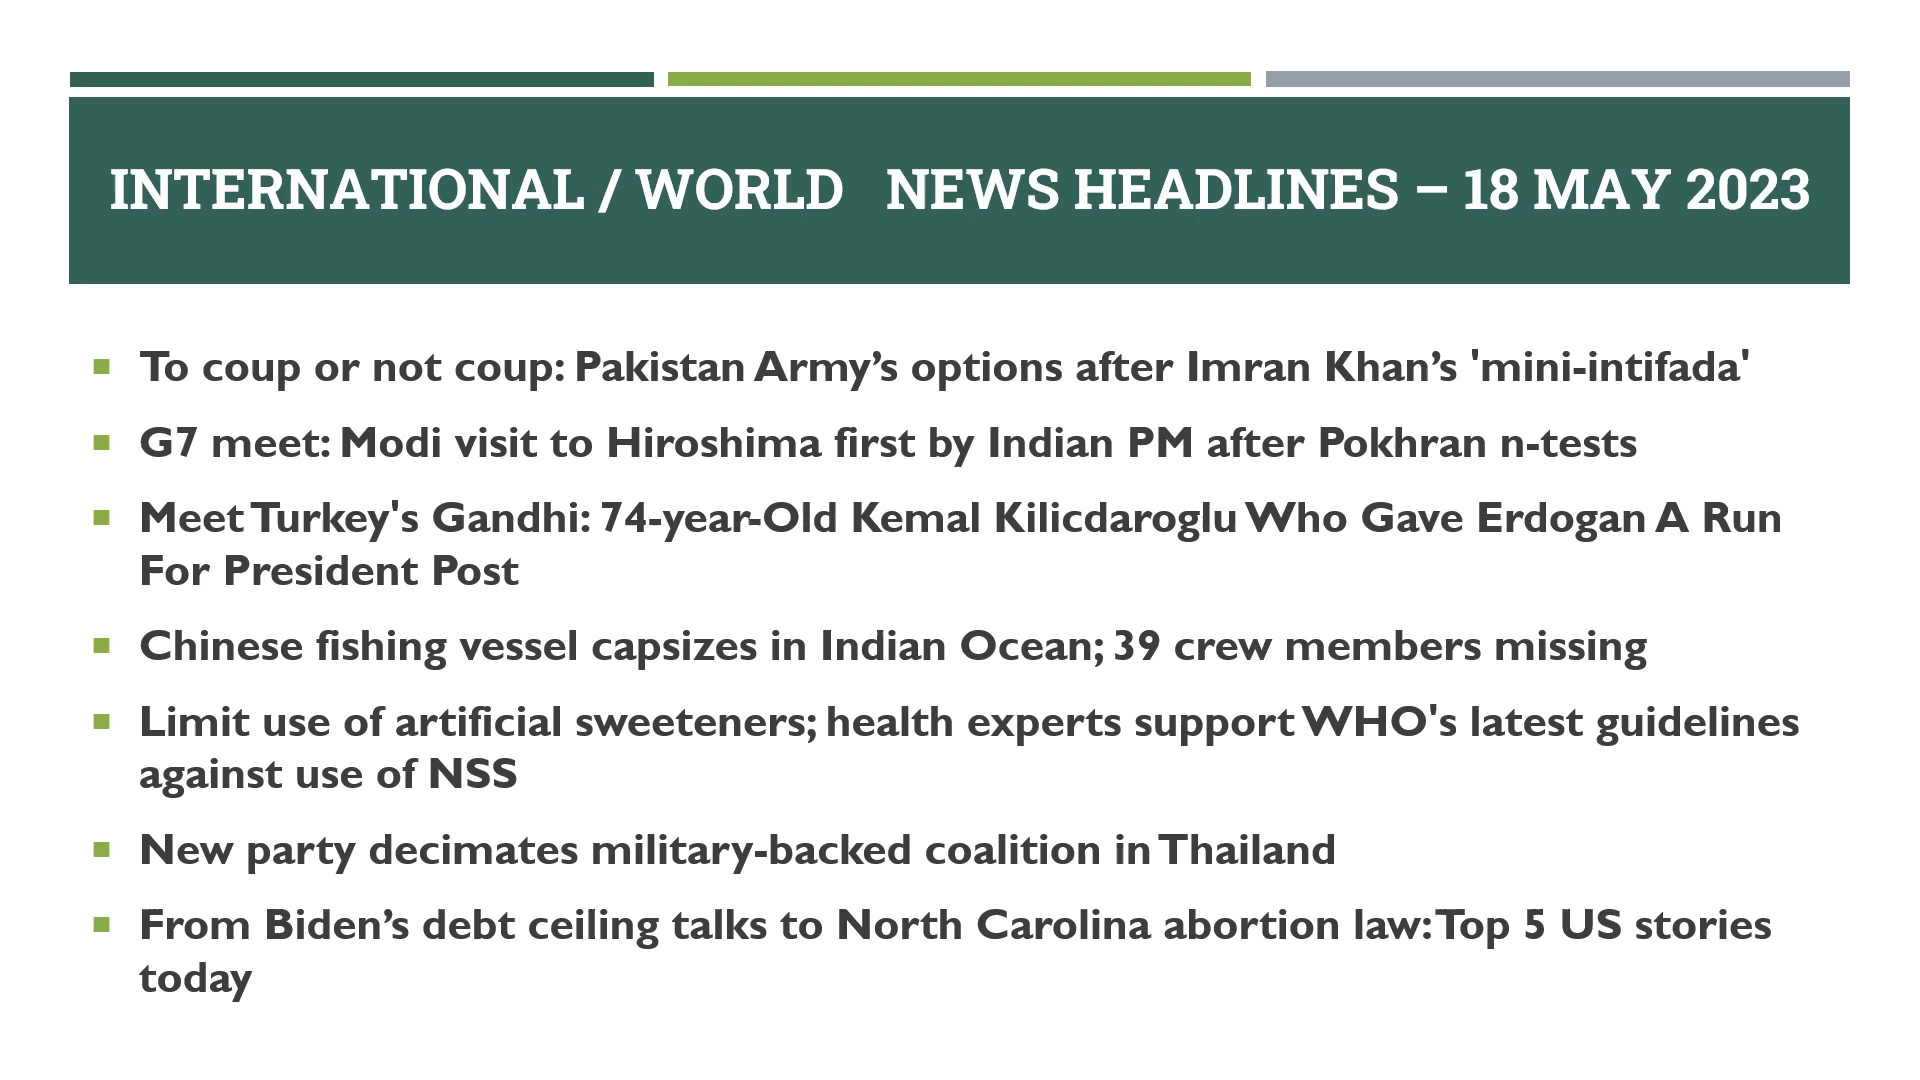 INTERNATIONAL / WORLD NEWS HEADLINES – 18 MAY 2023
To coup or not coup: Pakistan Army’s options after Imran Khan’s 'mini-intifada'
G7 meet: Modi visit to Hiroshima first by Indian PM after Pokhran n-tests
Meet Turkey's Gandhi: 74-year-Old Kemal Kilicdaroglu Who Gave Erdogan A Run
For President Post
Chinese fishing vessel capsizes in Indian Ocean; 39 crew members missing
Limit use of artificial sweeteners; health experts support WHO's latest guidelines
against use of NSS
New party decimates military-backed coalition in Thailand
From Biden’s debt ceiling talks to North Carolina abortion law: Top 5 US stories
today